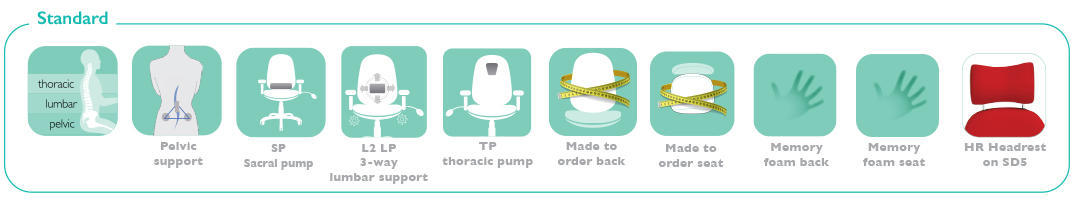 Standard
thoracic
lumbar
pelvic
Pelvic
support
SP
Sacral pump
L2 LP
3-way
lumbar support
TP
thoracic pump
Made to
order back
Made to
order seat
Memory
foam back
Memory
foam seat
HR Headrest
on SD5